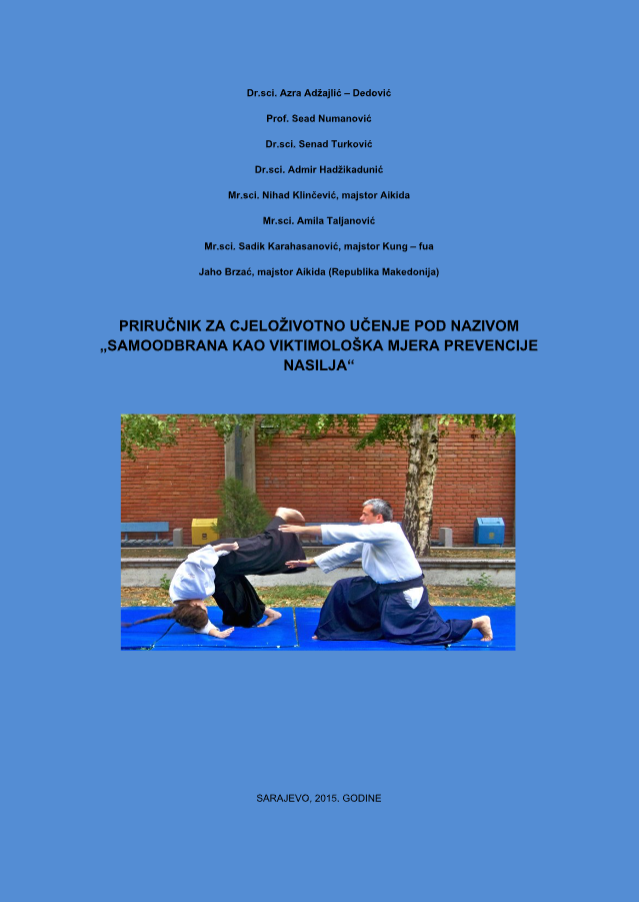 Dr.sci. Azra Adžajlić – Dedović
Prof. Sead Numanović
Dr.sci. Senad Turković
Dr.sci. Admir Hadžikadunić
Mr.sci. Nihad Klinčević, majstor Aikida
Mr.sci. Amila Taljanović
Mr.sci. Sadik Karahasanović, majstor Kung – fua
Jaho Brzać, majstor Aikida (Republika Makedonija)
PRIRUČNIK ZA CJELOŽIVOTNO UČENJE POD NAZIVOM
„SAMOODBRANA KAO VIKTIMOLOŠKA MJERA PREVENCIJE
NASILJA“
SARAJEVO, 2015. GODINE